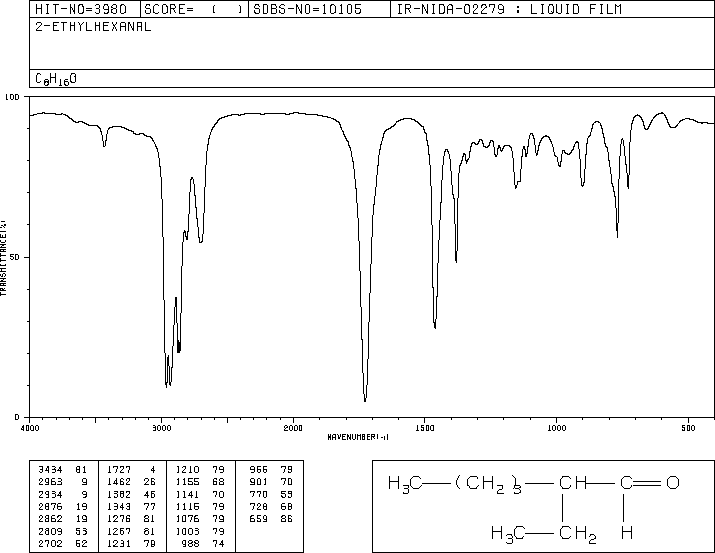 HIT-NO=3980 SCORE= ( ) SDBS-NO=10105 IR-NIDA-02279 : LIQUID FILM
2-ETHYLHEXANAL
C8H16O
100
50
0
TRANSMITTANCE(%)
4000 3000 2000 1500 1000 500
WAVENUMBER(-1)
3434 81 1727 4 1210 79 966 79
2963 9 1462 26 1155 68 901 70
2934 9 1382 46 1141 70 770 53
2876 19 1343 77 1115 79 728 68
2862 19 1276 81 1076 79 659 86
2809 53 1267 81 1003 79
2702 52 1231 79 988 74
H3C (CH2)3 CH C O
H3C CH2 H